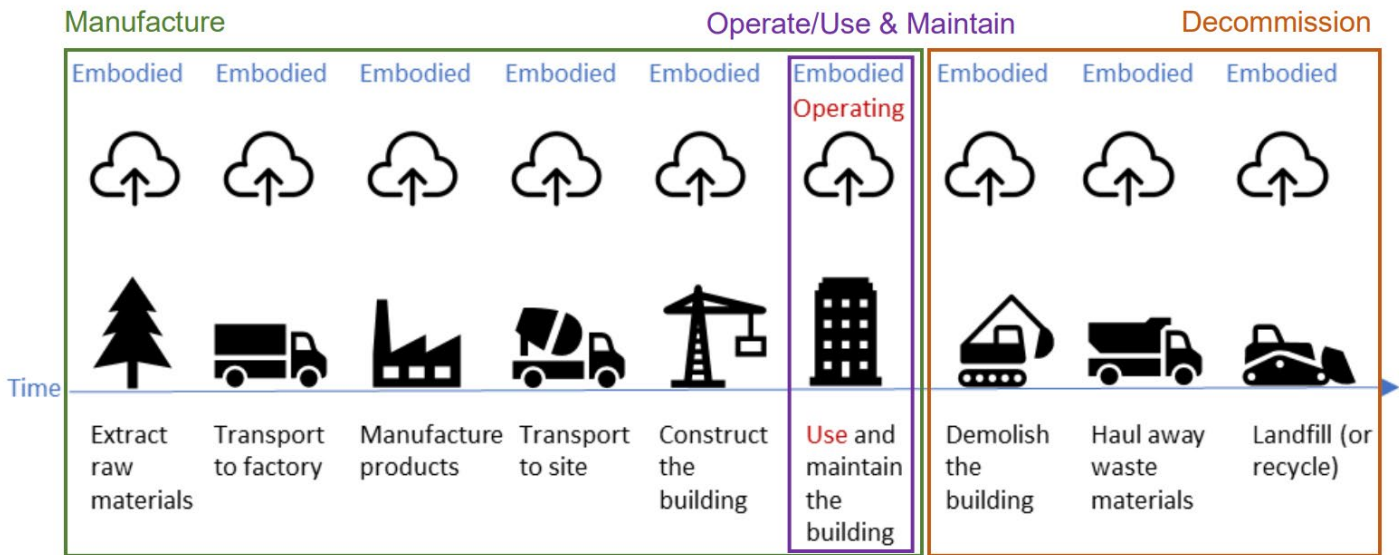 Manufacture
Operate/Use & Maintain
Decommission
Embodied
Embodied
Embodied
Embodied
Embodied
Embodied
Operating
Embodied
Embodied
Embodied
Time
Extract
raw
materials
Transport
to factory
Manufacture
products
Transport
to site
Construct
the
building
Use and
maintain
the
building
Demolish
the
building
Haul away
waste
materials
Landfill (or
recycle)